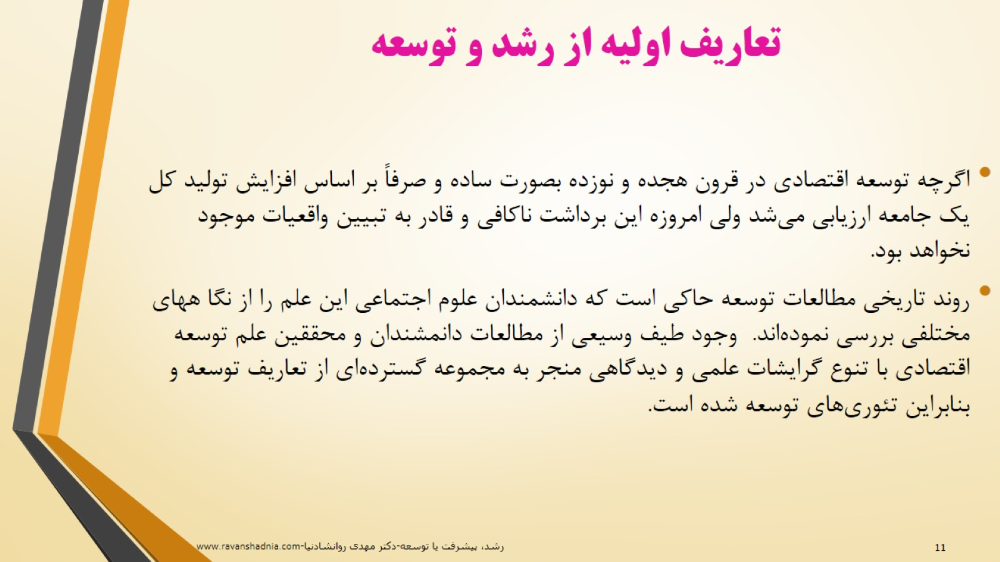 تعاریف اولیه از رشد و توسعه
• اگرچه توسعه اقتصادی در قرون هجده و نوزده بصورت ساده و صرفاً بر اساس افزایش تولید کل
یک جامعه ارزیابی می‌شد ولی امروزه این برداشت ناکافی و قادر به تبیین واقعیات موجود
نخواهد بود.
• روند تاریخی مطالعات توسعه حاکی است که دانشمندان علوم اجتماعی این علم را از نگا ههای
مختلفی بررسی نموده‌اند. وجود طیف وسیعی از مطالعات دانمشندان و محققین علم توسعه
اقتصادی با تنوع گرایشات علمی و دیدگاهی منجر به مجموعه گسترده‌ای از تعاریف توسعه و
بنابراین تئوری‌های توسعه شده است.
رشد، پیشرفت یا توسعه-دکتر مهدی روانشادنیا-www.ravanshadnia.com
11